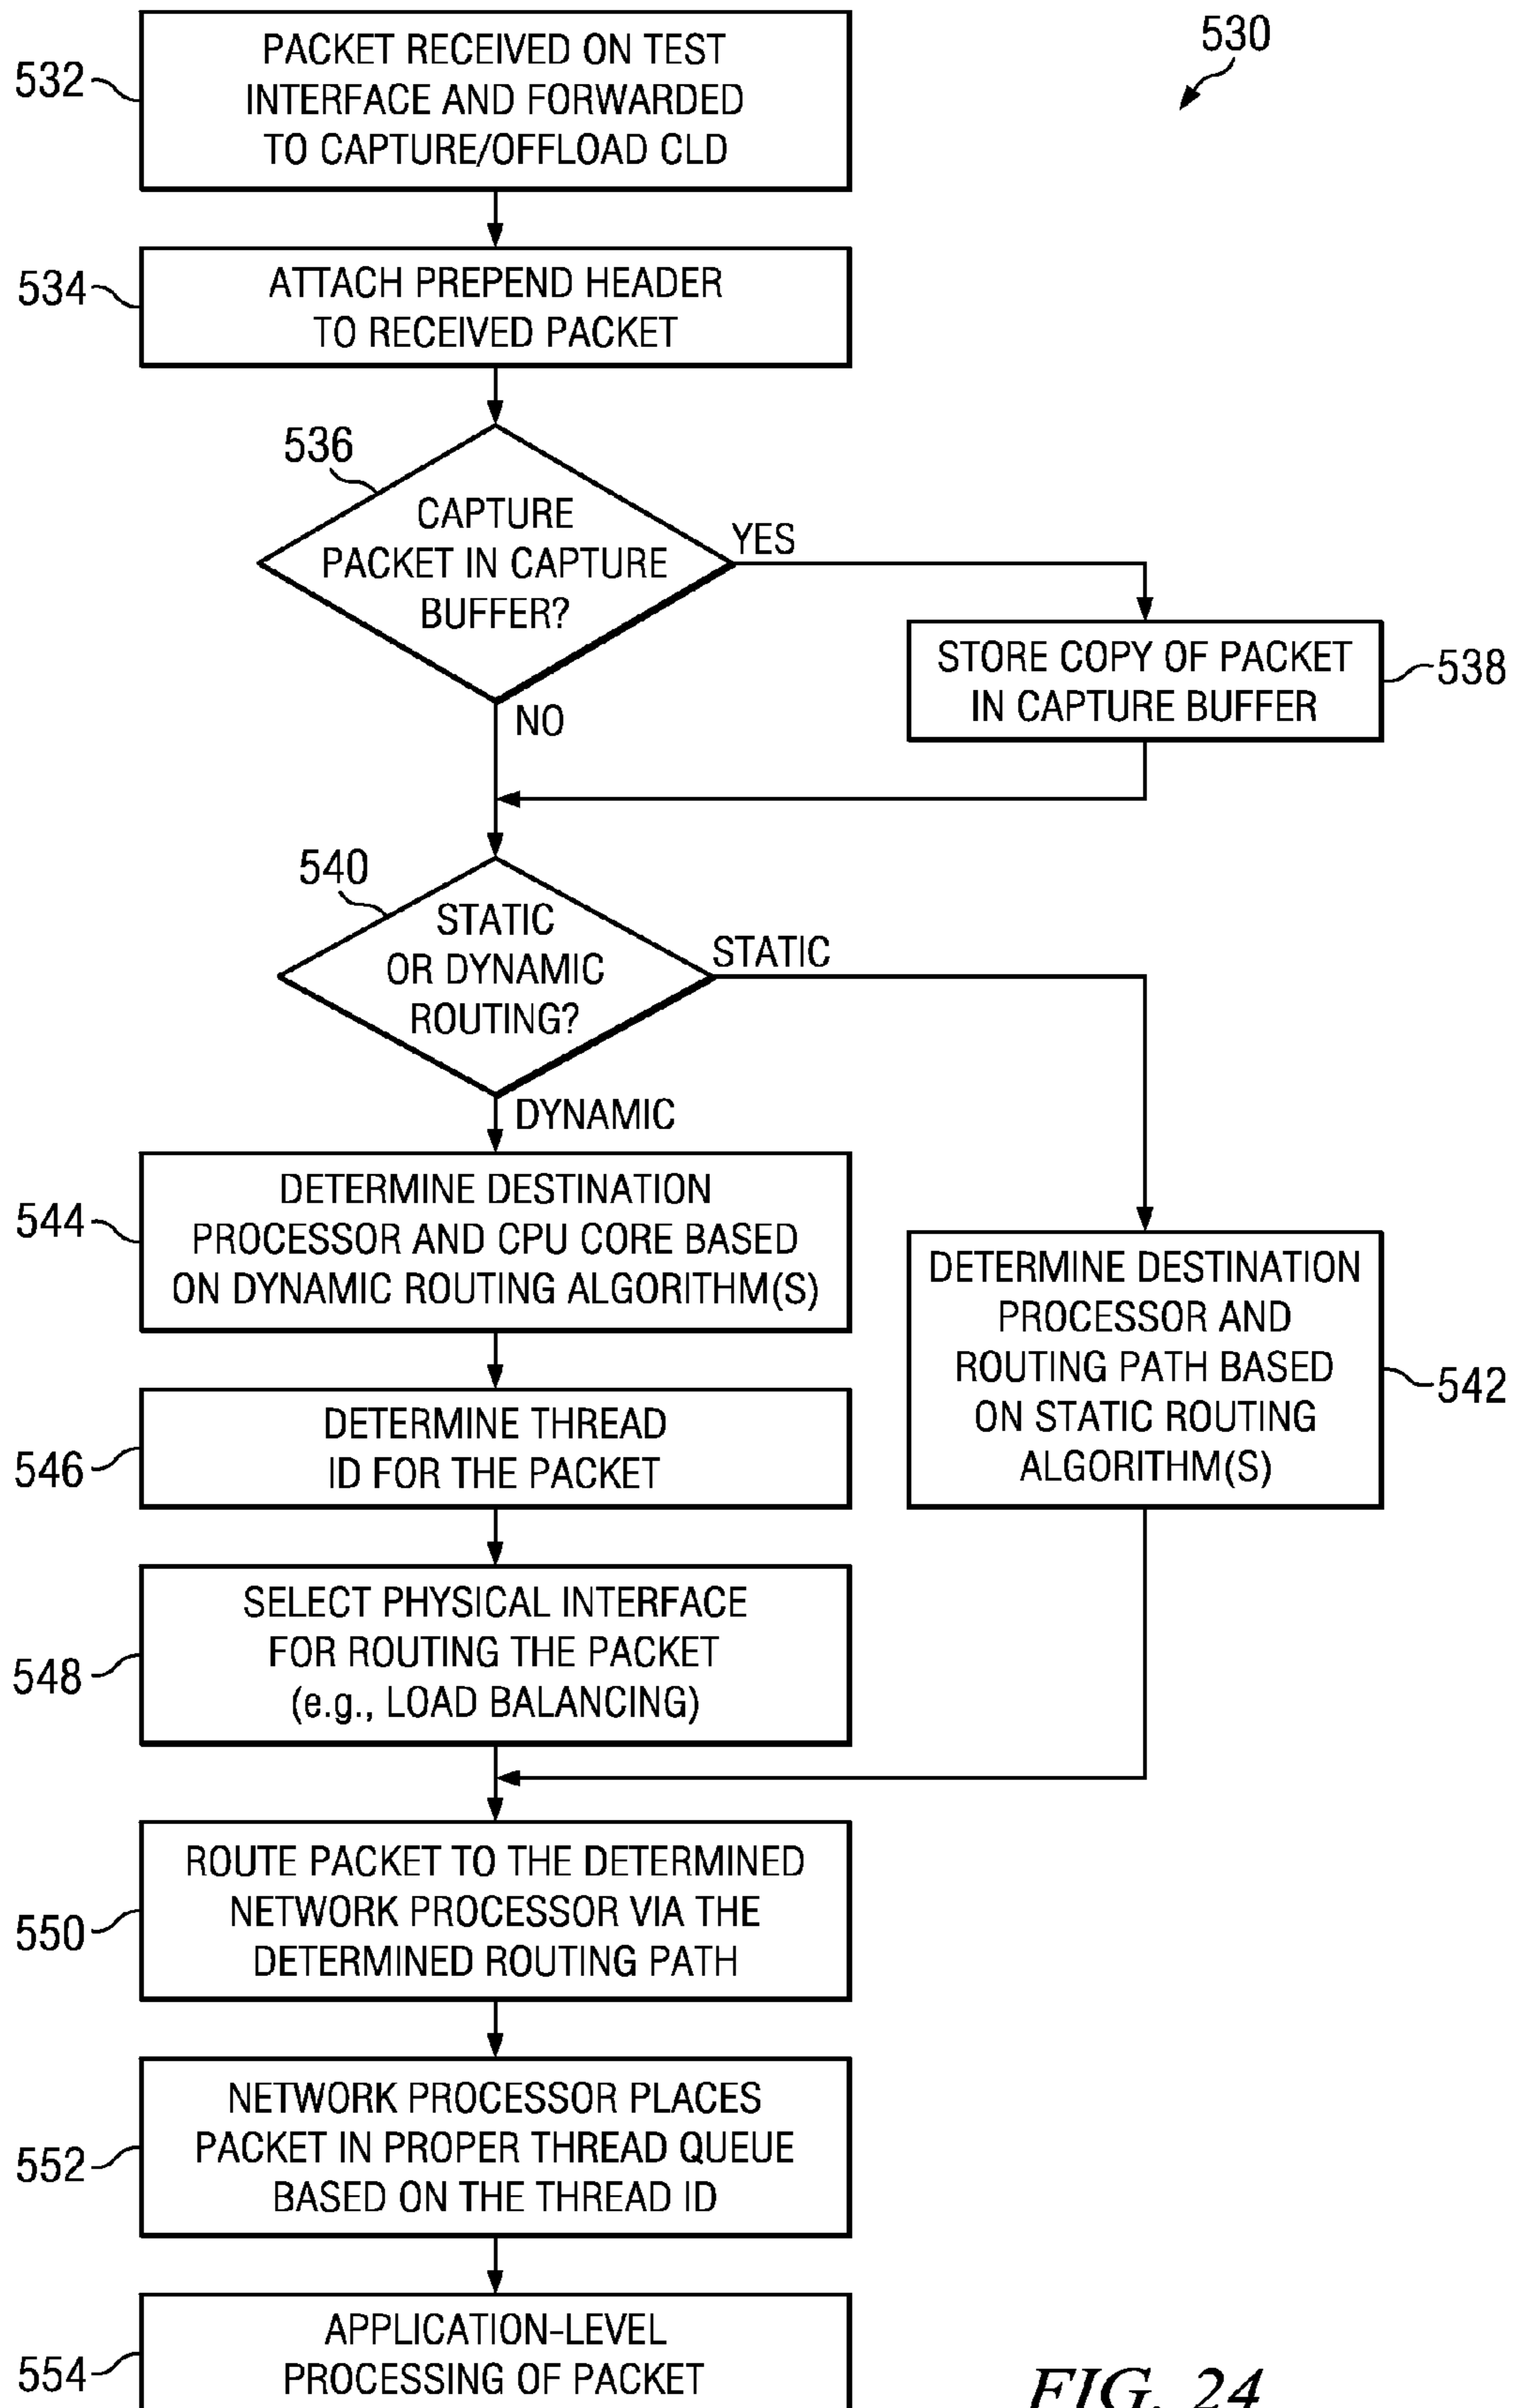 530
532
PACKET RECEIVED ON TEST
INTERFACE AND FORWARDED
TO CAPTURE/OFFLOAD CLD
534
ATTACH PREPEND HEADER
TO RECEIVED PACKET
536
CAPTURE
PACKET IN CAPTURE
BUFFER?
YES
NO
STORE COPY OF PACKET
IN CAPTURE BUFFER
538
540
STATIC
OR DYNAMIC
ROUTING?
STATIC
DYNAMIC
544
DETERMINE DESTINATION
PROCESSOR AND CPU CORE BASED
ON DYNAMIC ROUTING ALGORITHM(S)
DETERMINE DESTINATION
PROCESSOR AND
ROUTING PATH BASED
ON STATIC ROUTING
ALGORITHM(S)
542
546
DETERMINE THREAD
ID FOR THE PACKET
548
SELECT PHYSICAL INTERFACE
FOR ROUTING THE PACKET
(e.g., LOAD BALANCING)
550
ROUTE PACKET TO THE DETERMINED
NETWORK PROCESSOR VIA THE
DETERMINED ROUTING PATH
552
NETWORK PROCESSOR PLACES
PACKET IN PROPER THREAD QUEUE
BASED ON THE THREAD ID
554
APPLICATION-LEVEL
PROCESSING OF PACKET
FIG. 24